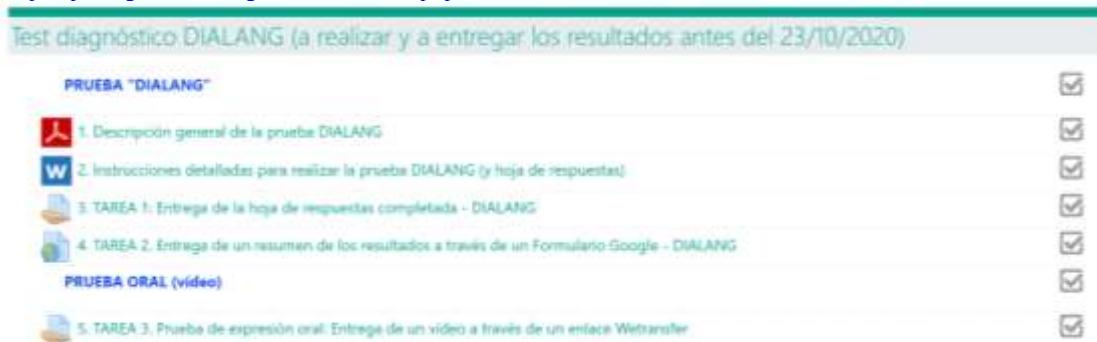 Test diagnóstico DIALANG (a realizar y a entregar los resultados antes del 23/10/2020)
PRUEBA "DIALANG"
1. Descripción general de la prueba DIALANG
W 2. Instrucciones detalladas para realizar la prueba DIALANG (y hoja de respuestas)
3. TAREA 1: Entrega de la hoja de respuestas completada - DIALANG
4. TAREA 2. Entrega de un resumen de los resultados a través de un Formulario Google - DIALANG
PRUEBA ORAL (vídeo)
5. TAREA 3. Prueba de expresión oral: Entrega de un vídeo a través de un enlace Wetransfer